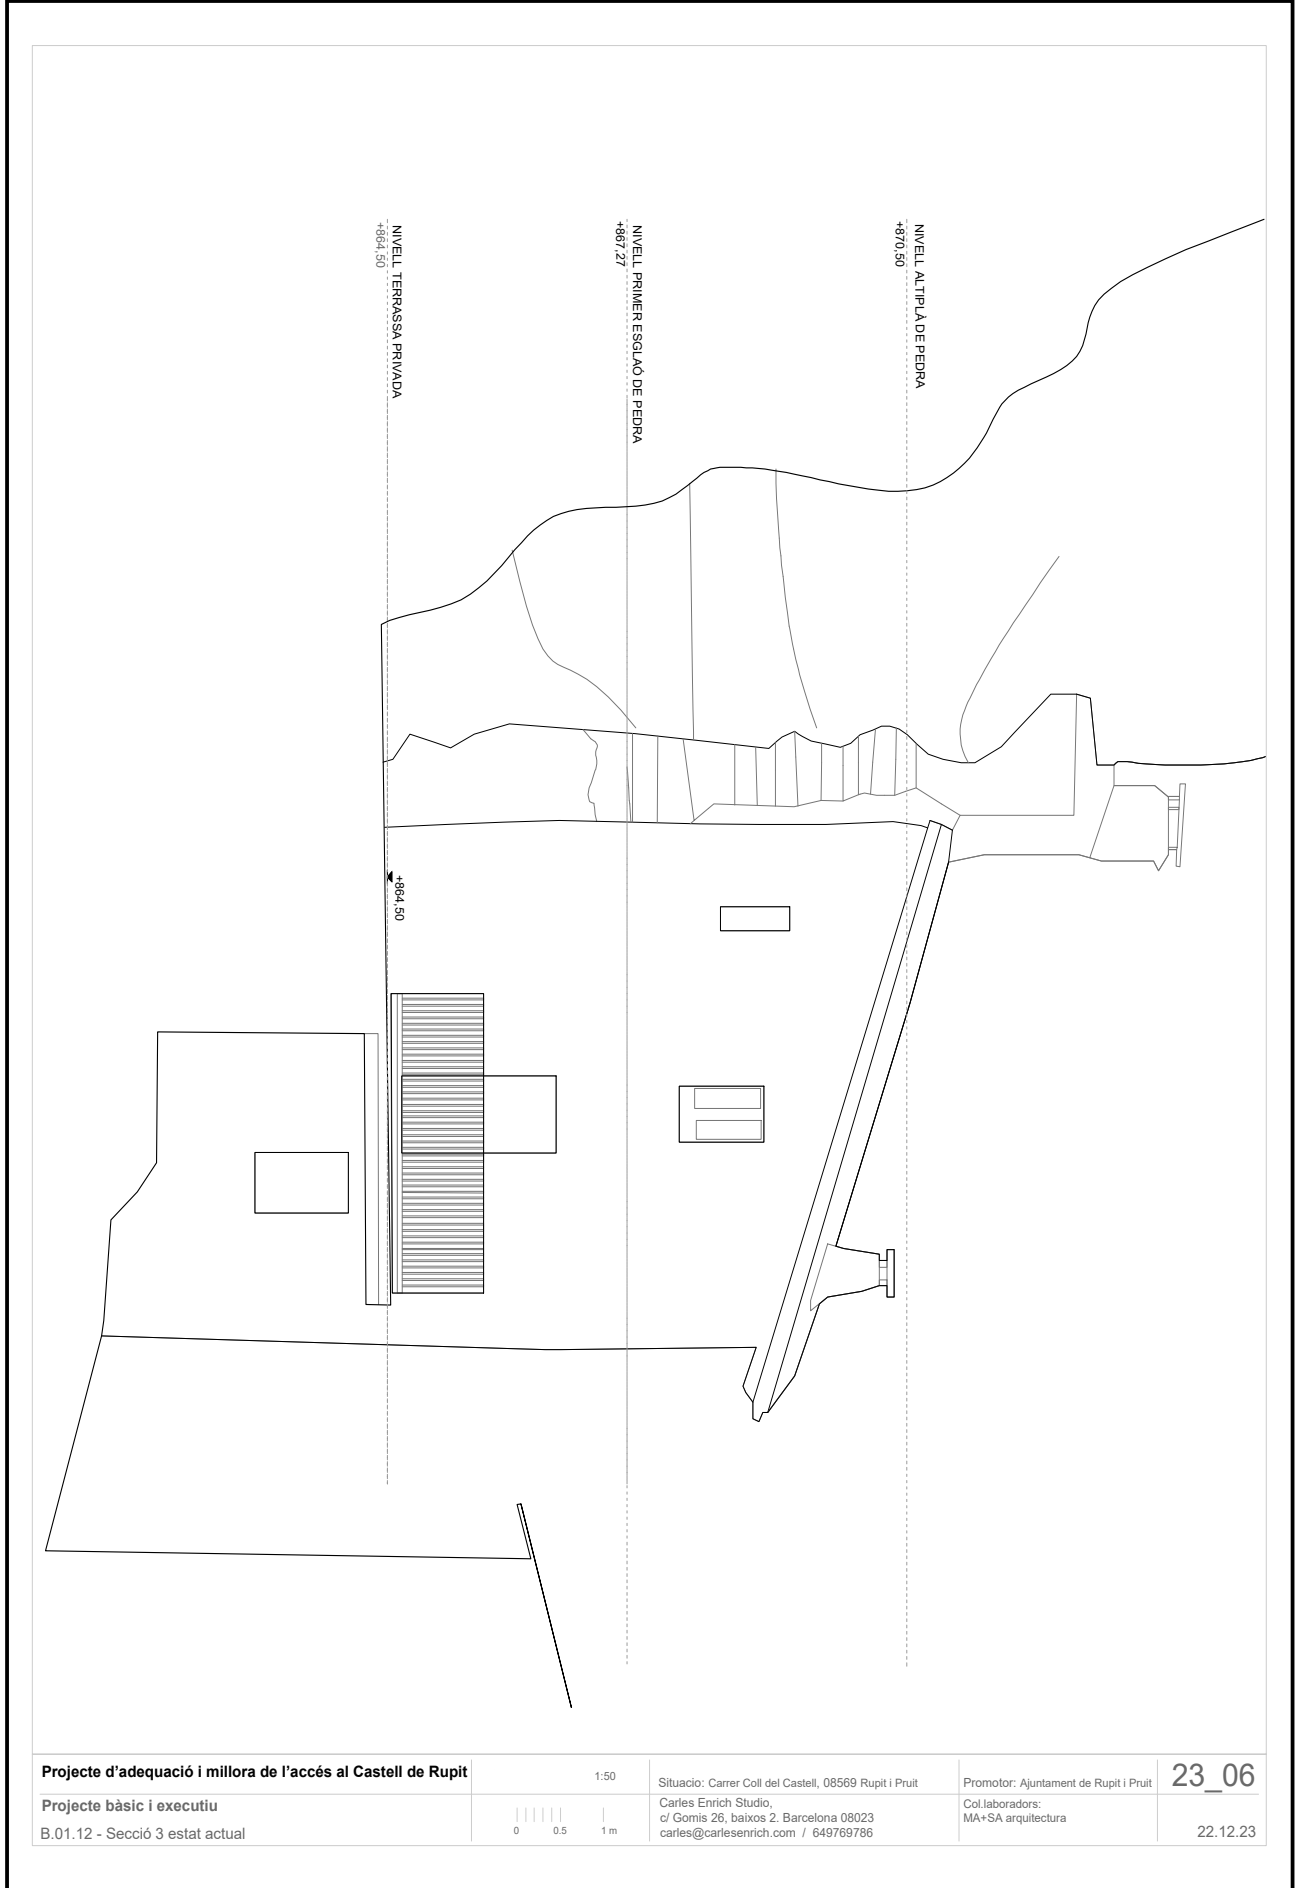 NIVELL TERRASSA PRIVADA
+864,50
NIVELL PRIMER ESGLAÓ DE PEDRA
+867,27
NIVELL ALTIPLÀ DE PEDRA
+870,50
+864,50
Projecte d'adequació i millora de l'accés al Castell de Rupit
Projecte bàsic i executiu
B.01.12 - Secció 3 estat actual
1:50
0 0.5 1 m
Situacio: Carrer Coll del Castell, 08569 Rupit i Pruit
Carles Enrich Studio,
c/ Gomis 26, baixos 2. Barcelona 08023
carles@carlesenrich.com / 649769786
Promotor: Ajuntament de Rupit i Pruit
Col.laboradors:
MA+SA arquitectura
23_06
22.12.23